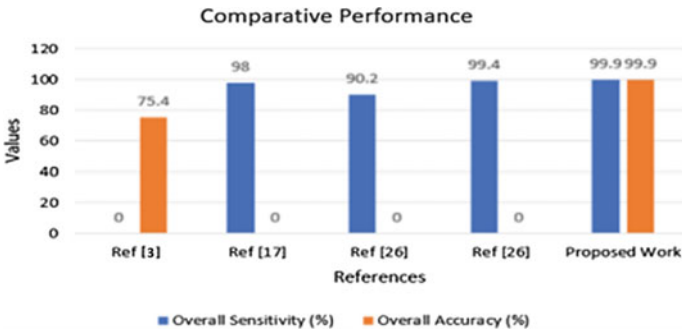 Comparative Performance
120
100
80
60
40
20
0
Values
0 75.4 98 0 90.2 0 99.4 0 99.9 99.9
Ref [3] Ref [17] Ref [26] Ref [26] Proposed Work
References
Overall Sensitivity (%) Overall Accuracy (%)